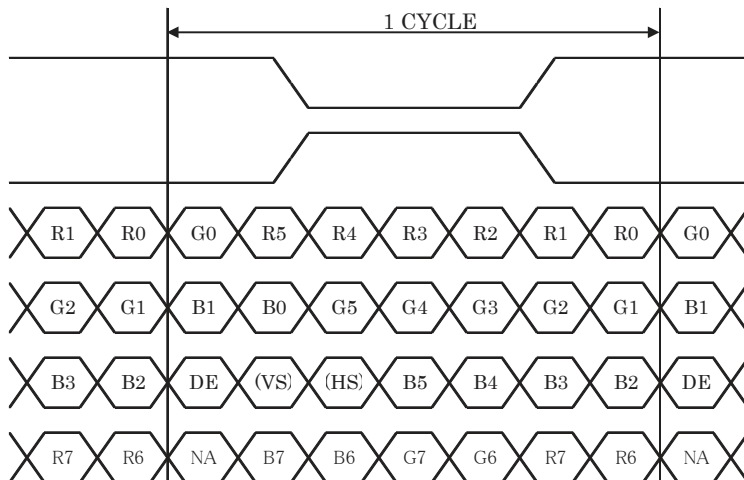 1 CYCLE
R1 R0 G0 R5 R4 R3 R2 R1 R0 G0
G2 G1 B1 B0 G5 G4 G3 G2 G1 B1
B3 B2 DE (VS) (HS) B5 B4 B3 B2 DE
R7 R6 NA B7 B6 G7 G6 R7 R6 NA